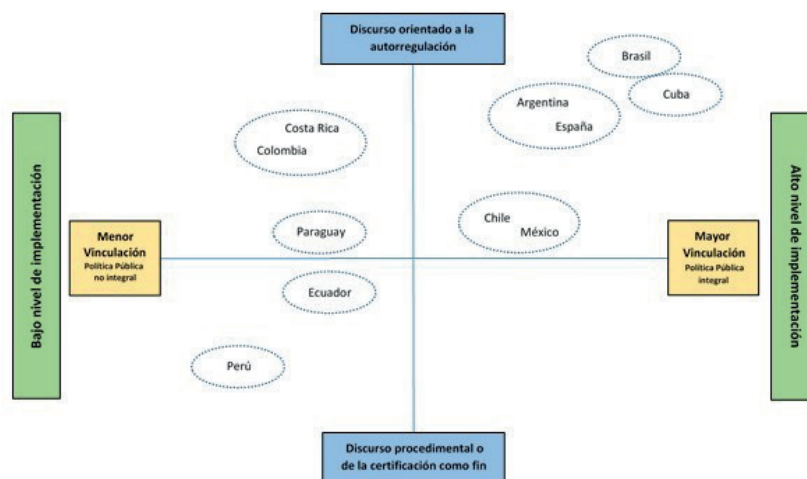 Discurso orientado a la
autorregulación
Brasil
Cuba
Argentina
España
Costa Rica
Colombia
Bajo nivel de implementación
Alto nivel de implementación
Chile
México
Paraguay
Menor
Vinculación
Política Pública
no integral
Mayor
Vinculación
Política Pública
integral
Ecuador
Perú
Discurso procedimental o
de la certificación como fin